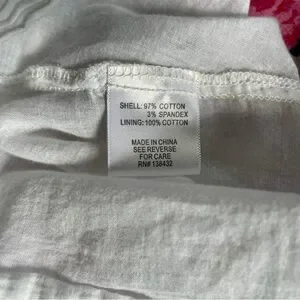 SHELL: 97% COTTON
3% SPANDEX
LINING: 100% COTTON
MADE IN CHINA
SEE REVERSE
FOR CARE
RN# 138432